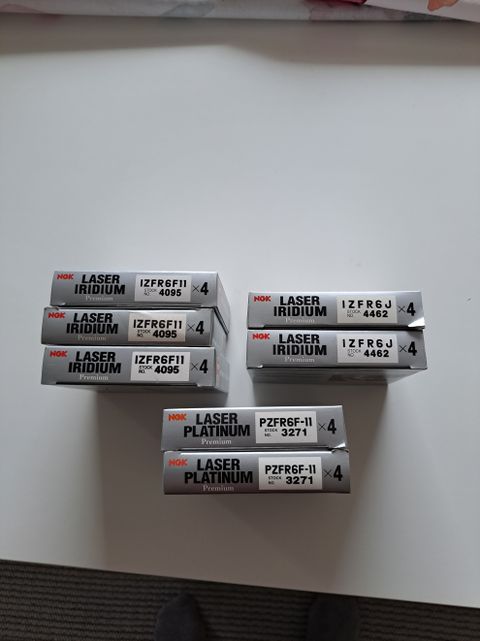 NGK LASER IRIDIUM Premium IZFR6F11 STOCK NO. 4095 ×4
NGK LASER IRIDIUM Premium IZFR6F11 STOCK NO. 4095 ×4
NGK LASER IRIDIUM Premium IZFR6F11 STOCK NO. 4095 ×4
NGK LASER IRIDIUM Premium IZFR6J STOCK NO. 4462 ×4
NGK LASER IRIDIUM Premium IZFR6J STOCK NO. 4462 ×4
NGK LASER PLATINUM Premium PZFR6F-11 STOCK NO. 3271 ×4
NGK LASER PLATINUM Premium PZFR6F-11 STOCK NO. 3271 ×4